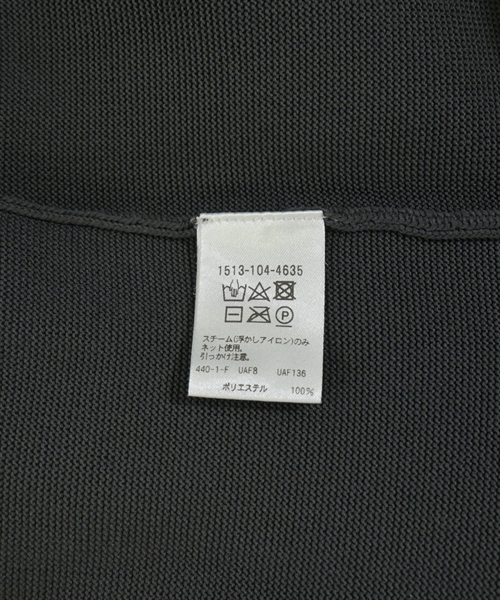 1513-104-4635
P
スチーム(浮かしアイロン)のみ
ネット使用。
引っかけ注意。
440-1-F UAF8 UAF136
ポリエステル 100%